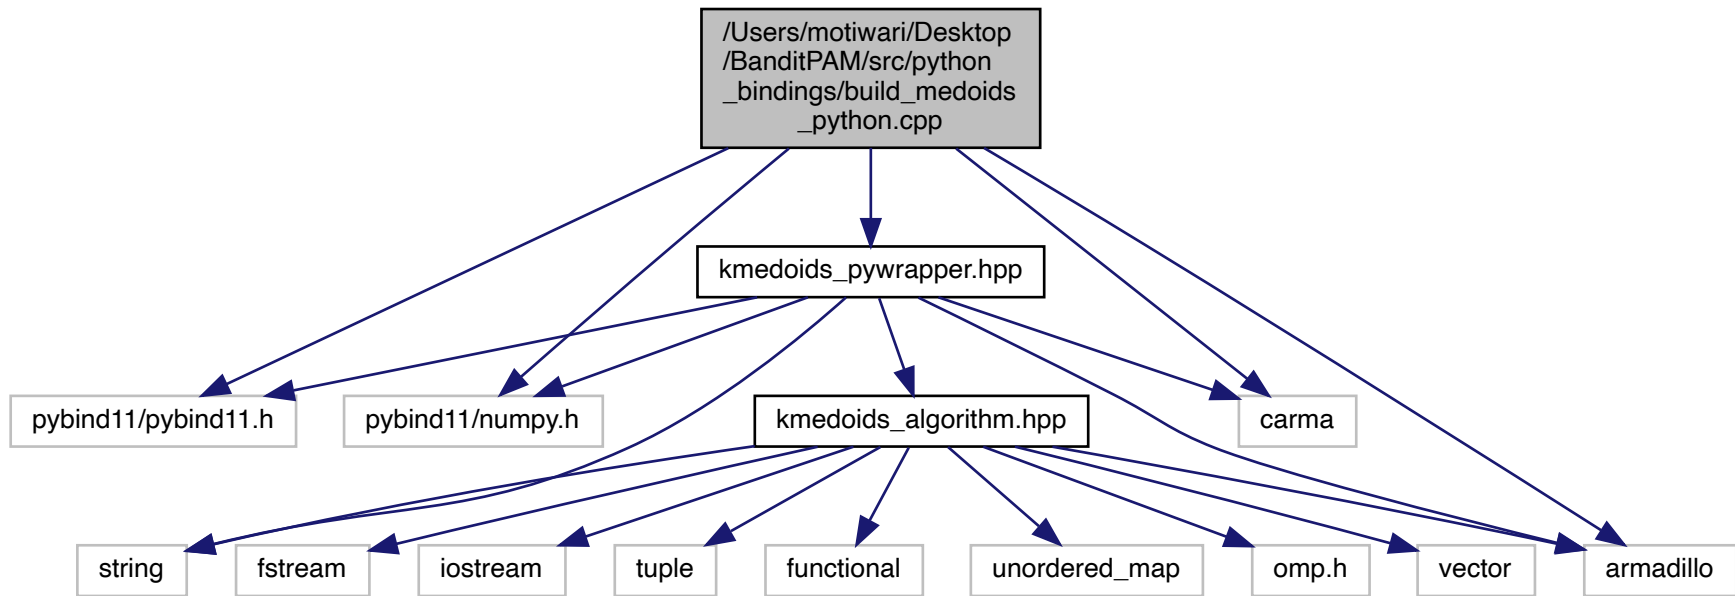 /Users/motiwari/Desktop
/BanditPAM/src/python
_bindings/build_medoids
_python.cpp
kmedoids_pywrapper.hpp
pybind11/pybind11.h
pybind11/numpy.h
kmedoids_algorithm.hpp
carma
string
fstream
iostream
tuple
functional
unordered_map
omp.h
vector
armadillo